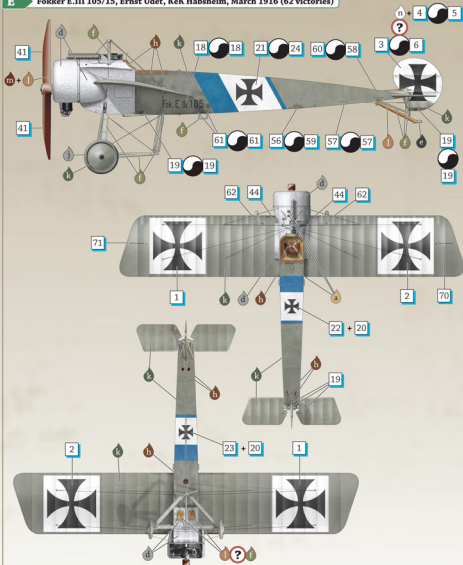 E Fokker E.III 105/15, Ernst Udet, KEK Habsheim, March 1916 (62 victories)
n + 4 5
?
d f
h k
41
18 18
21 24
60 58
3 6
m + l
Fok. E III 105
41
61 61
56 59
57 57
l f e
k
19
19
j
k
f
f
19 19
d
62 44
44 62
71
1
k d h
a
2
70
22 + 20
k
h
k
h
k
h
19
2
k
h
23 + 20
1
d
l ? f